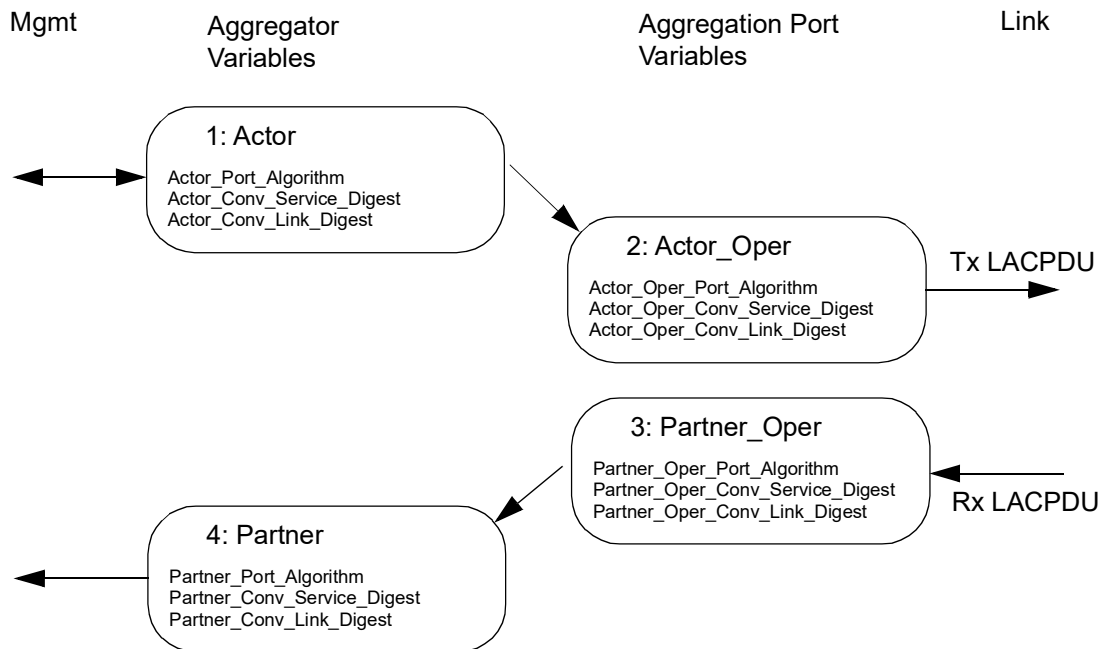 Mgmt
Aggregator
Variables
Aggregation Port
Variables
Link
1: Actor
Actor_Port_Algorithm
Actor_Conv_Service_Digest
Actor_Conv_Link_Digest
2: Actor_Oper
Actor_Oper_Port_Algorithm
Actor_Oper_Conv_Service_Digest
Actor_Oper_Conv_Link_Digest
Tx LACPDU
3: Partner_Oper
Partner_Oper_Port_Algorithm
Partner_Oper_Conv_Service_Digest
Partner_Oper_Conv_Link_Digest
Rx LACPDU
4: Partner
Partner_Port_Algorithm
Partner_Conv_Service_Digest
Partner_Conv_Link_Digest